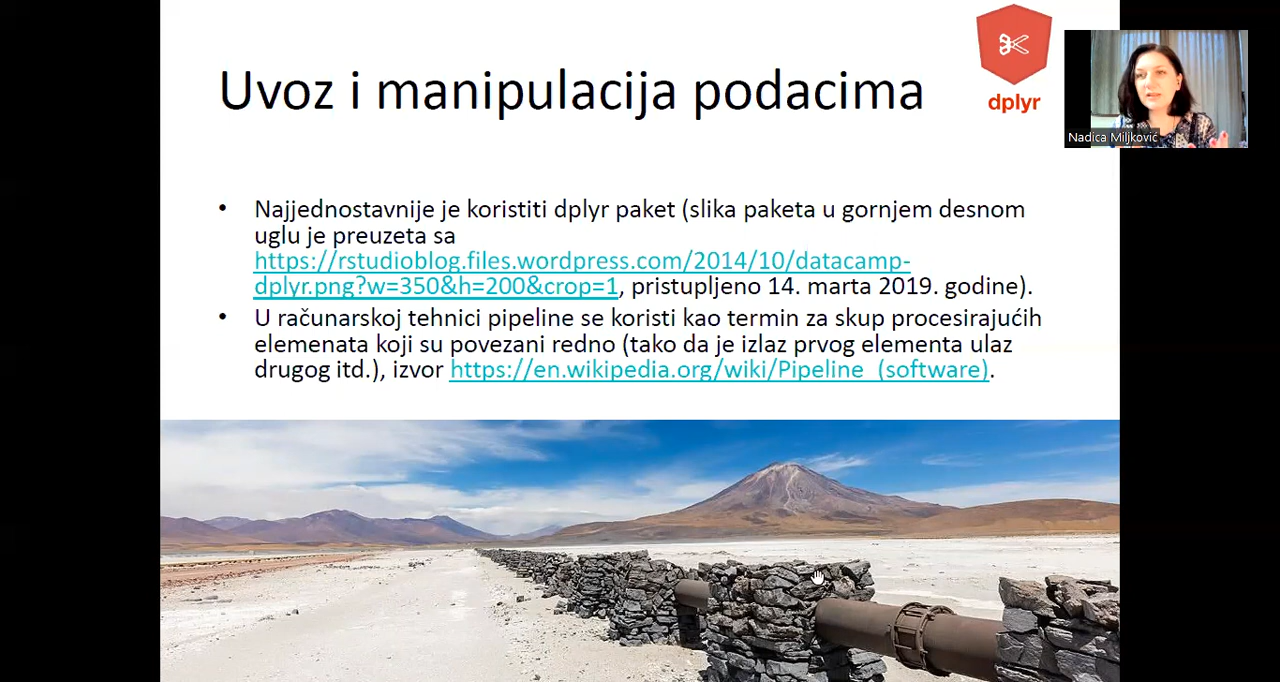 Uvoz i manipulacija podacima
dplyr
Nadica Miljković
• Najjednostavnije je koristiti dplyr paket (slika paketa u gornjem desnom
uglu je preuzeta sa
https://rstudioblog.files.wordpress.com/2014/10/datacamp-
dplyr.png?w=350&h=200&crop=1, pristupljeno 14. marta 2019. godine).
• U računarskoj tehnici pipeline se koristi kao termin za skup procesirajućih
elemenata koji su povezani redno (tako da je izlaz prvog elementa ulaz
drugog itd.), izvor https://en.wikipedia.org/wiki/Pipeline_(software).